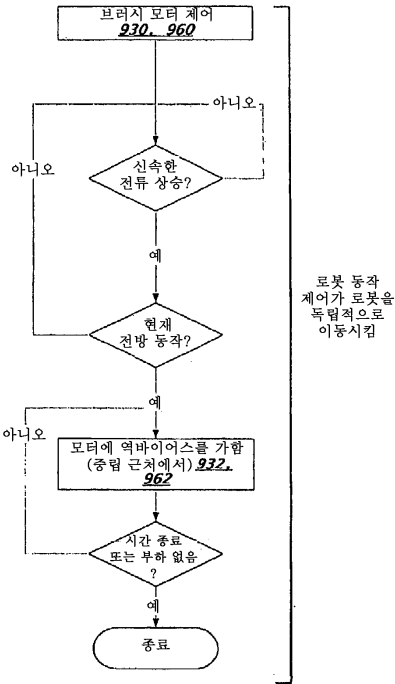 브러시 모터 제어
930, 960
아니오
아니오
신속한
전류 상승?
예
현재
전방 동작?
예
아니오
모터에 역바이어스를 가함
(중립 근처에서) 932,
962
시간 종료
또는 부하 없음
?
예
종료
로봇 동작
제어가 로봇을
독립적으로
이동시킴